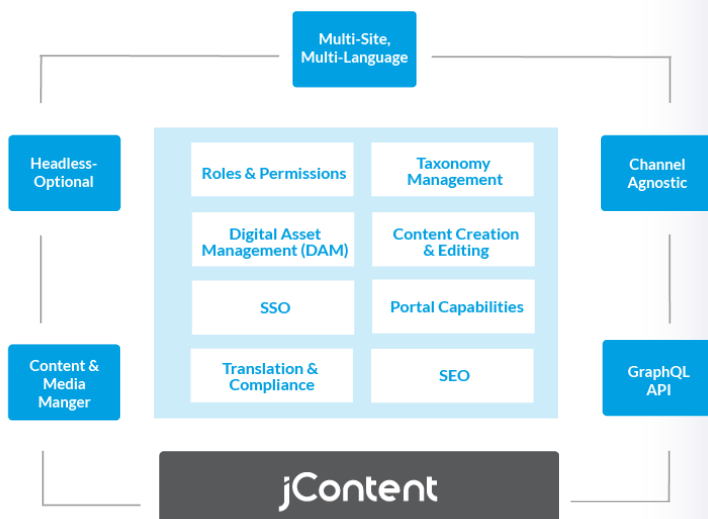 Multi-Site,
Multi-Language
Headless-
Optional
Roles & Permissions
Taxonomy
Management
Channel
Agnostic
Digital Asset
Management (DAM)
Content Creation
& Editing
SSO
Portal Capabilities
Content &
Media
Manger
Translation &
Compliance
SEO
GraphQL
API
jContent